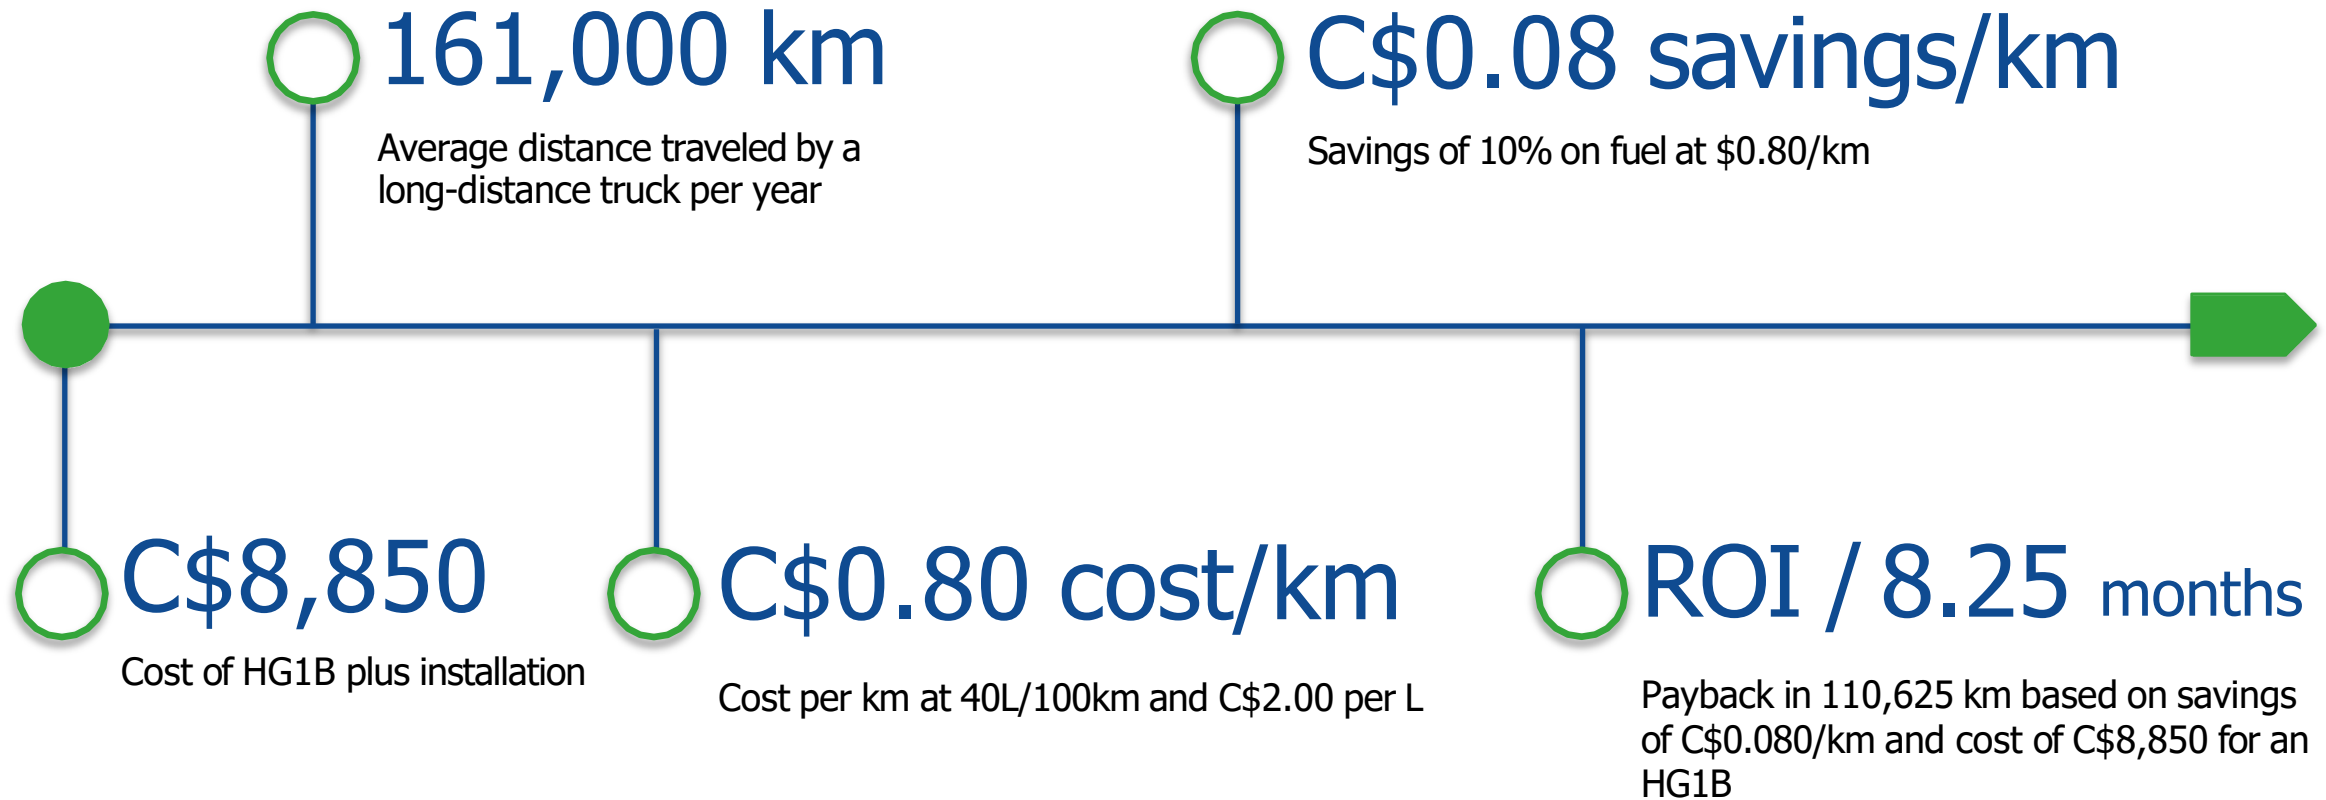 161,000 km
Average distance traveled by a
long-distance truck per year
C$0.08 savings/km
Savings of 10% on fuel at $0.80/km
C$8,850
Cost of HG1B plus installation
C$0.80 cost/km
Cost per km at 40L/100km and C$2.00 per L
ROI / 8.25 months
Payback in 110,625 km based on savings
of C$0.080/km and cost of C$8,850 for an
HG1B